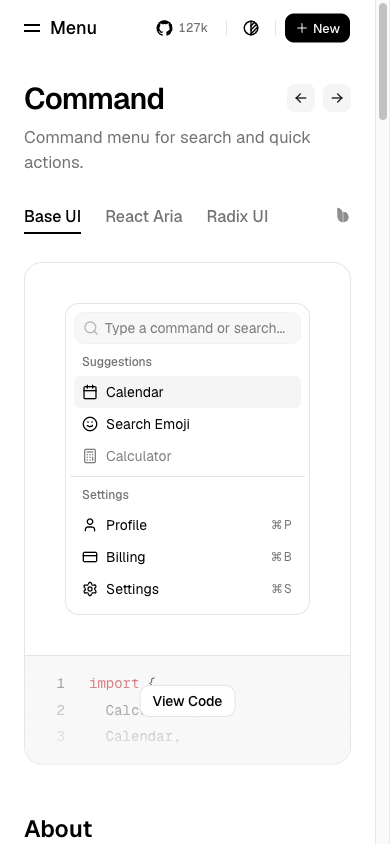 Menu
127k
New
Command
Command menu for search and quick
actions.
Base UI
React Aria
Radix UI
Type a command or search...
Suggestions
Calendar
Search Emoji
Calculator
Settings
Profile
⌘P
Billing
⌘B
Settings
⌘S
1 import {
2
View Code
3 Calendar,
About